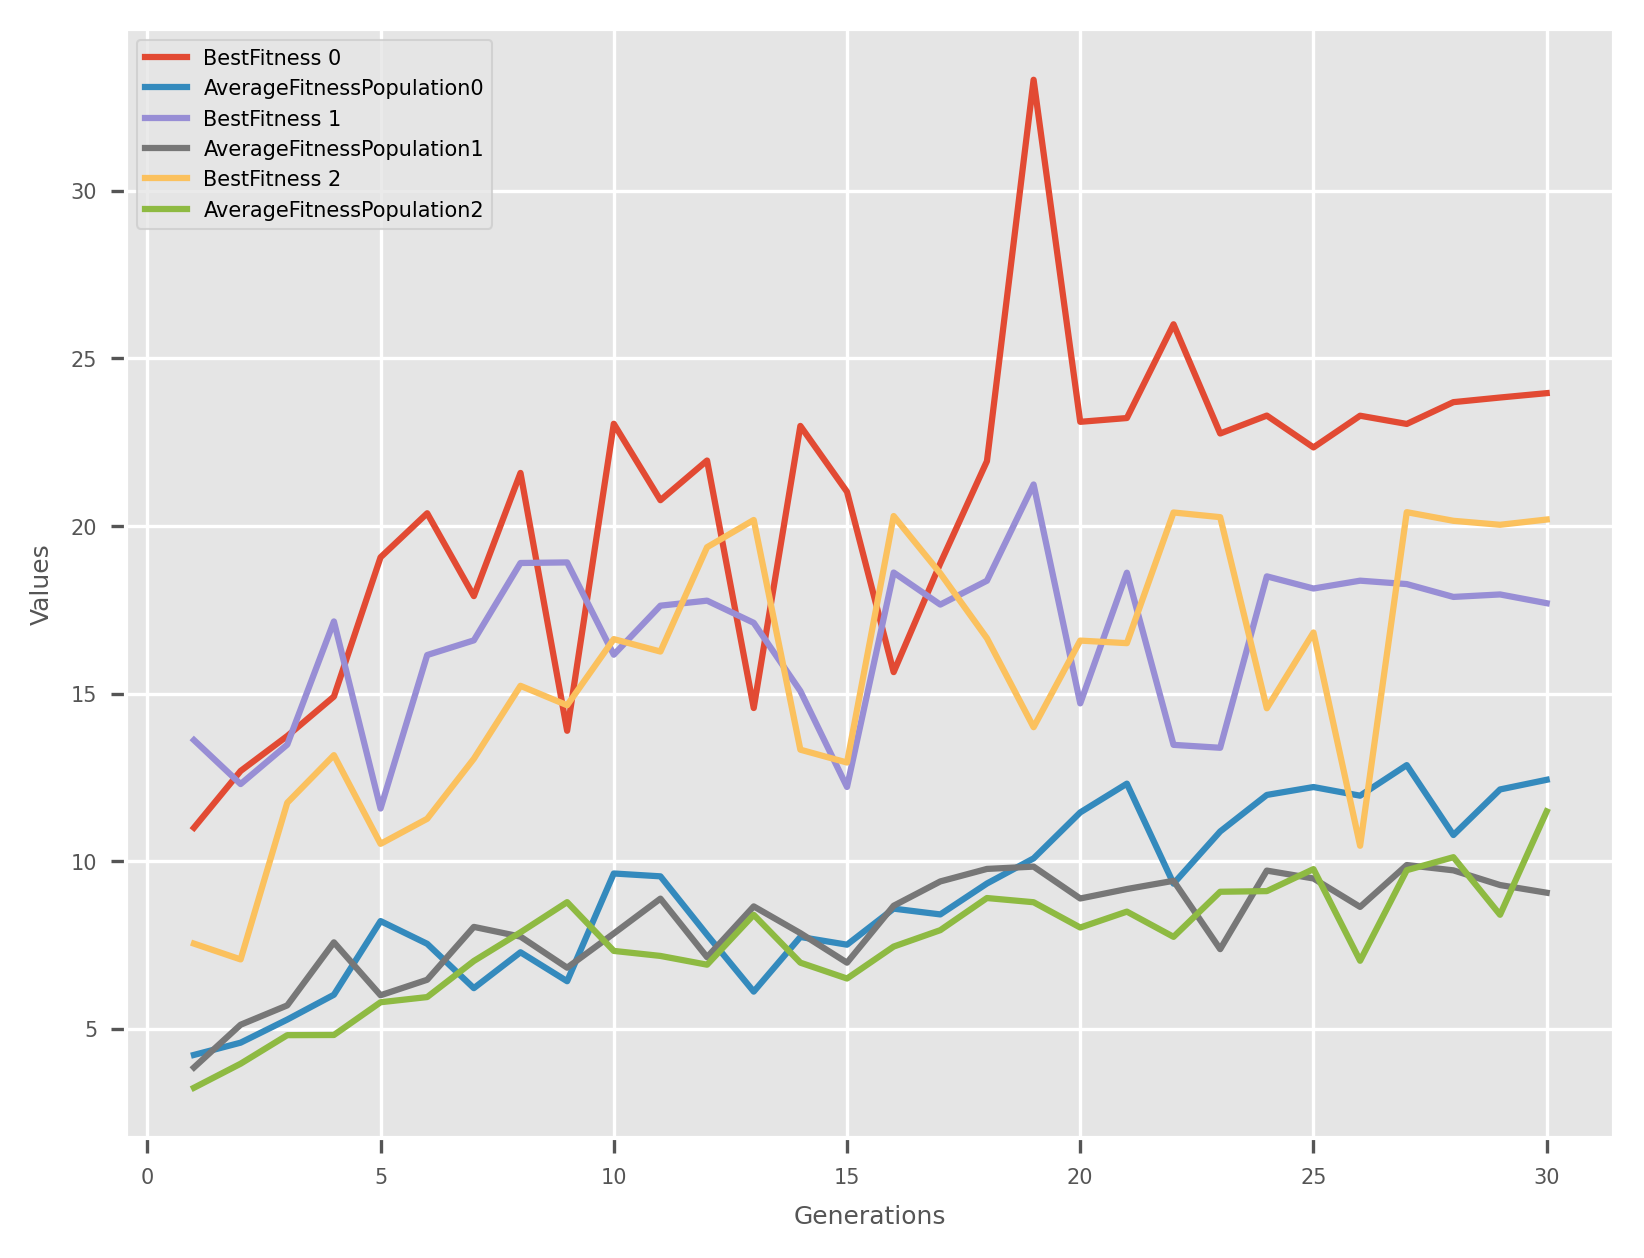 BestFitness 0
AverageFitnessPopulation0
BestFitness 1
AverageFitnessPopulation1
BestFitness 2
AverageFitnessPopulation2
30
25
20
15
10
5
Values
0 5 10 15 20 25 30
Generations